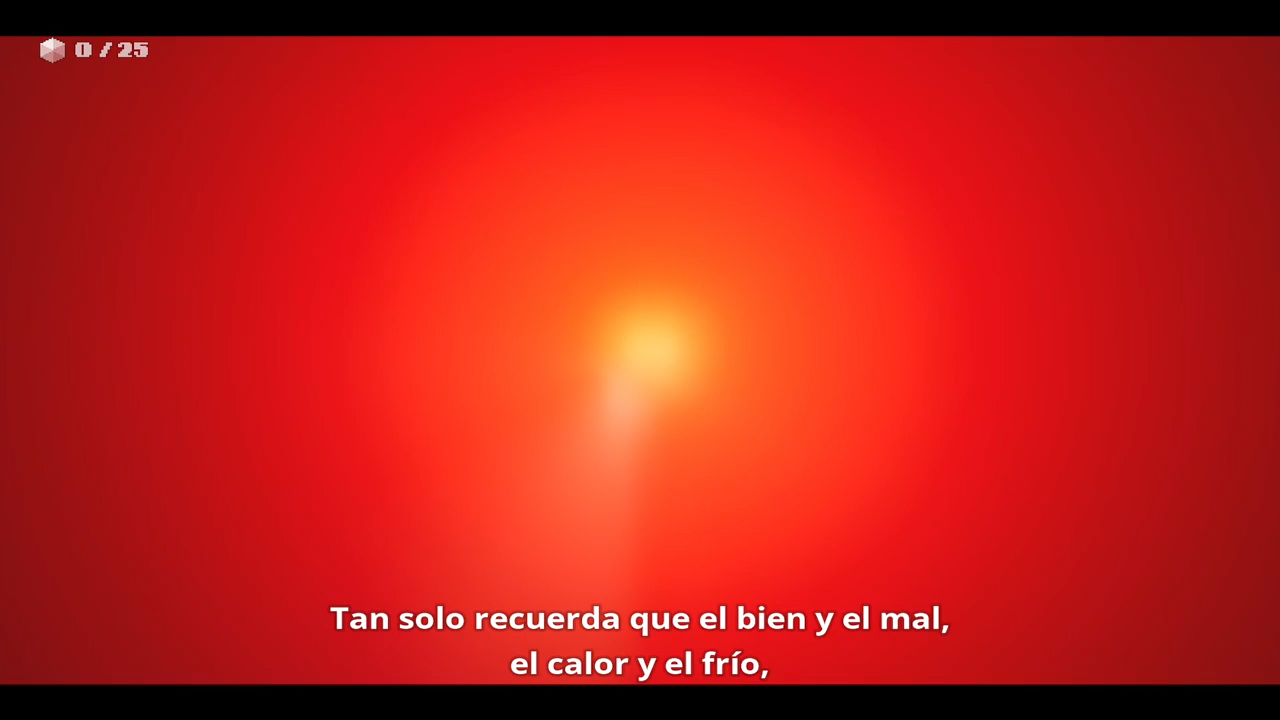 0 / 25
Tan solo recuerda que el bien y el mal,
el calor y el frío,